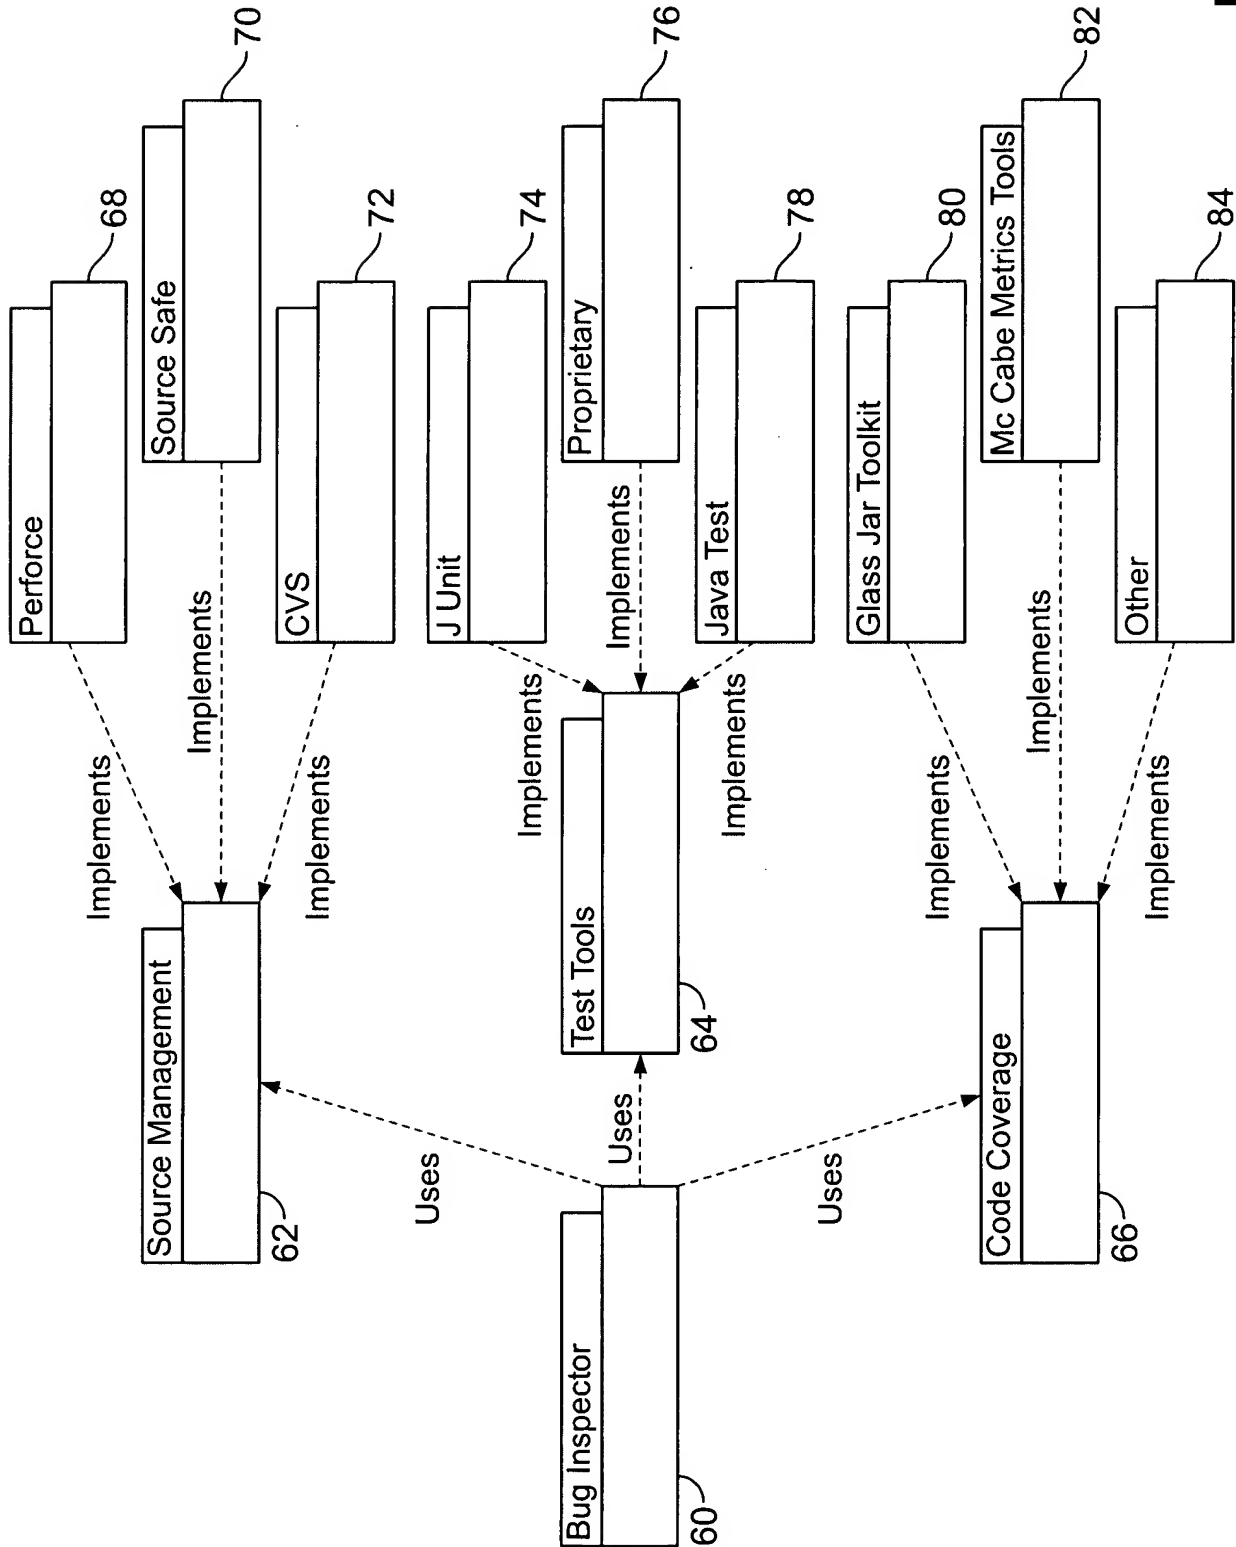 Perforce
68
Source Safe
70
CVS
72
Implements
Implements
Implements
Source Management
62
J Unit
74
Proprietary
76
Java Test
78
Implements
Implements
Implements
Test Tools
64
Glass Jar Toolkit
80
Mc Cabe Metrics Tools
82
Other
84
Implements
Implements
Implements
Code Coverage
66
Uses
Uses
Uses
Bug Inspector
60